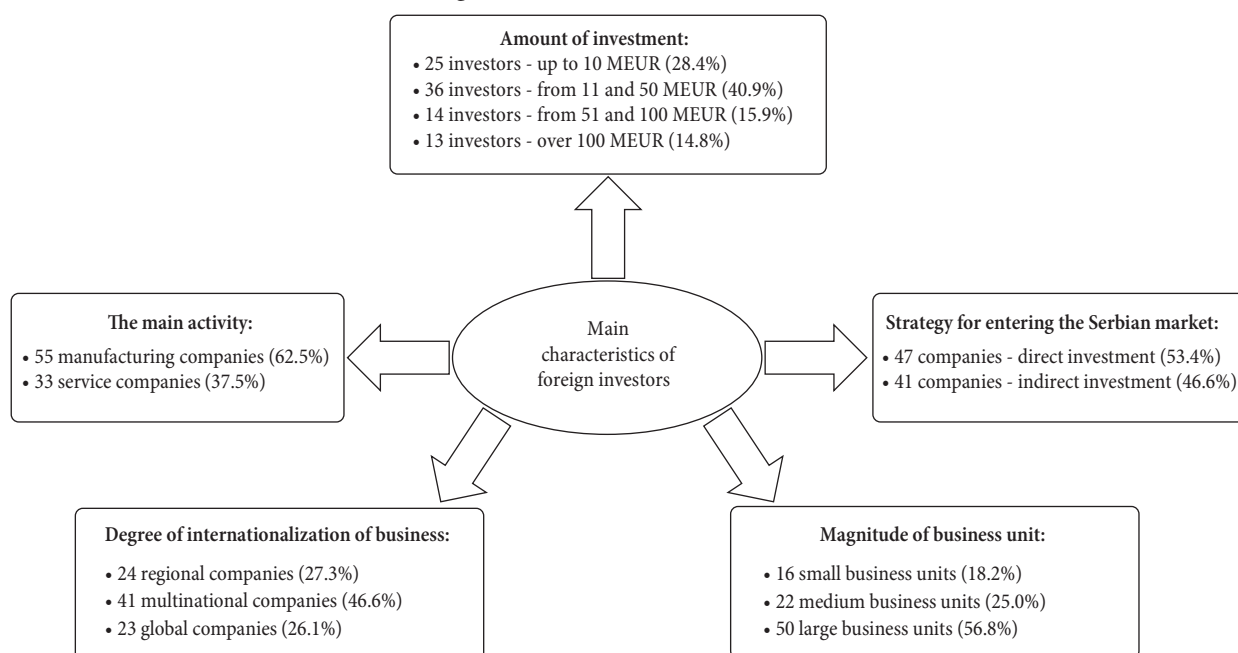 Amount of investment:
• 25 investors - up to 10 MEUR (28.4%)
• 36 investors - from 11 and 50 MEUR (40.9%)
• 14 investors - from 51 and 100 MEUR (15.9%)
• 13 investors - over 100 MEUR (14.8%)
The main activity:
• 55 manufacturing companies (62.5%)
• 33 service companies (37.5%)
Main
characteristics of
foreign investors
Strategy for entering the Serbian market:
• 47 companies - direct investment (53.4%)
• 41 companies - indirect investment (46.6%)
Degree of internationalization of business:
• 24 regional companies (27.3%)
• 41 multinational companies (46.6%)
• 23 global companies (26.1%)
Magnitude of business unit:
• 16 small business units (18.2%)
• 22 medium business units (25.0%)
• 50 large business units (56.8%)